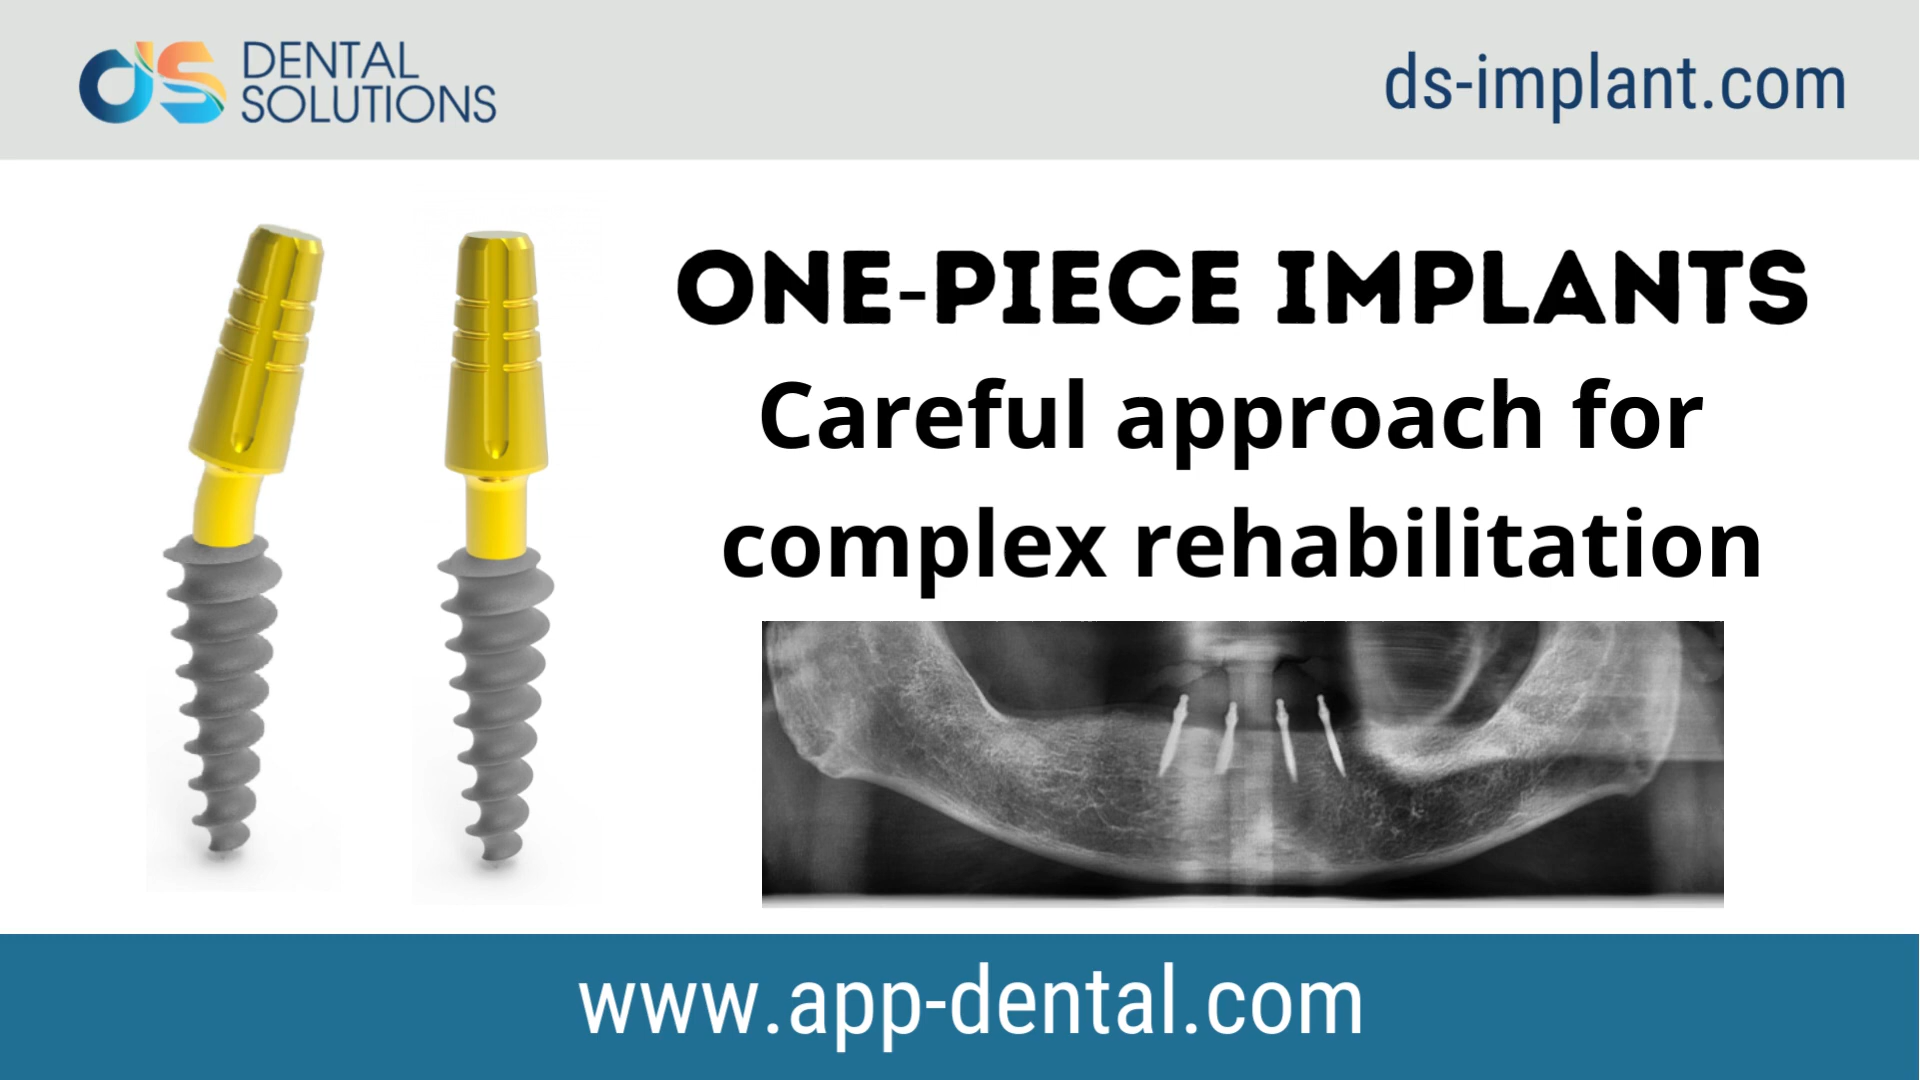 DENTAL
SOLUTIONS
ds-implant.com
ONE-PIECE IMPLANTS
Careful approach for
complex rehabilitation
www.app-dental.com